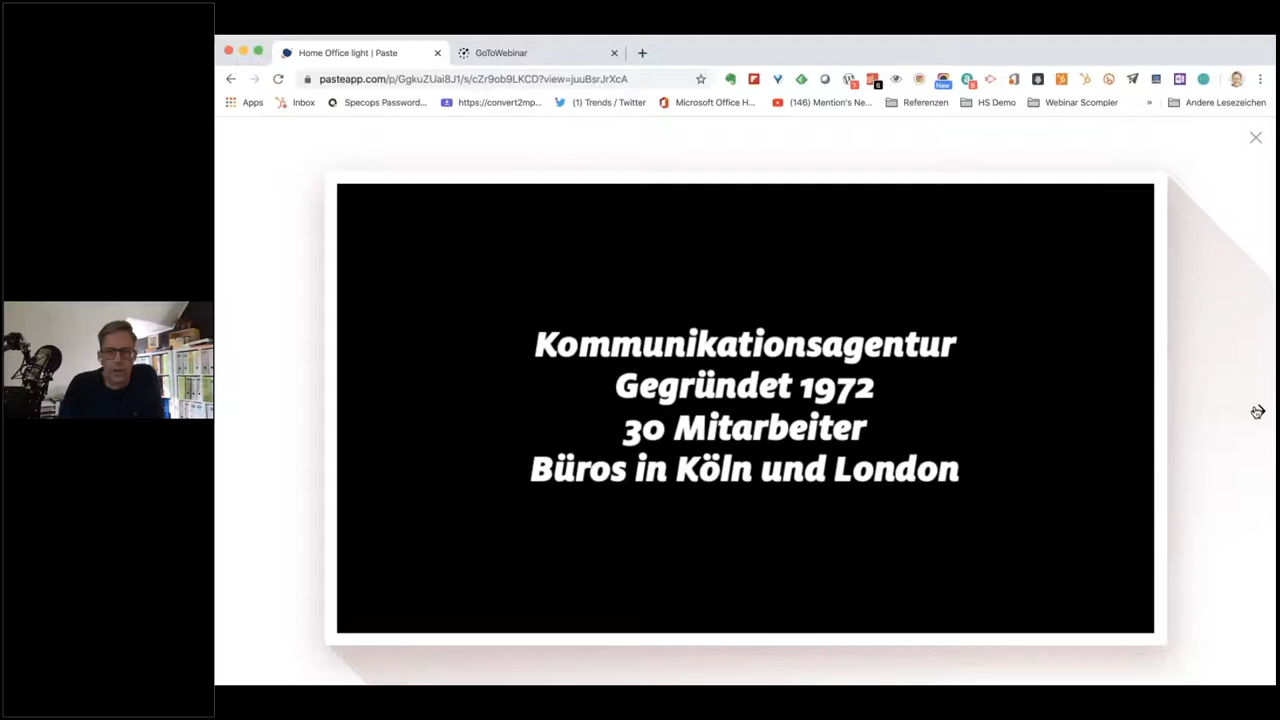 Home Office light | Paste
GoToWebinar
pasteapp.com/p/GgkuZUai8J1/s/cZr9ob9LKCD?view=juuBsrJrXcA
New
6
Apps
Inbox
Specops Password...
https://convert2mp...
(1) Trends / Twitter
Microsoft Office H...
(146) Mention's Ne...
Referenzen
HS Demo
Webinar Scompler
»
Andere Lesezeichen
Kommunikationsagentur
Gegründet 1972
30 Mitarbeiter
Büros in Köln und London